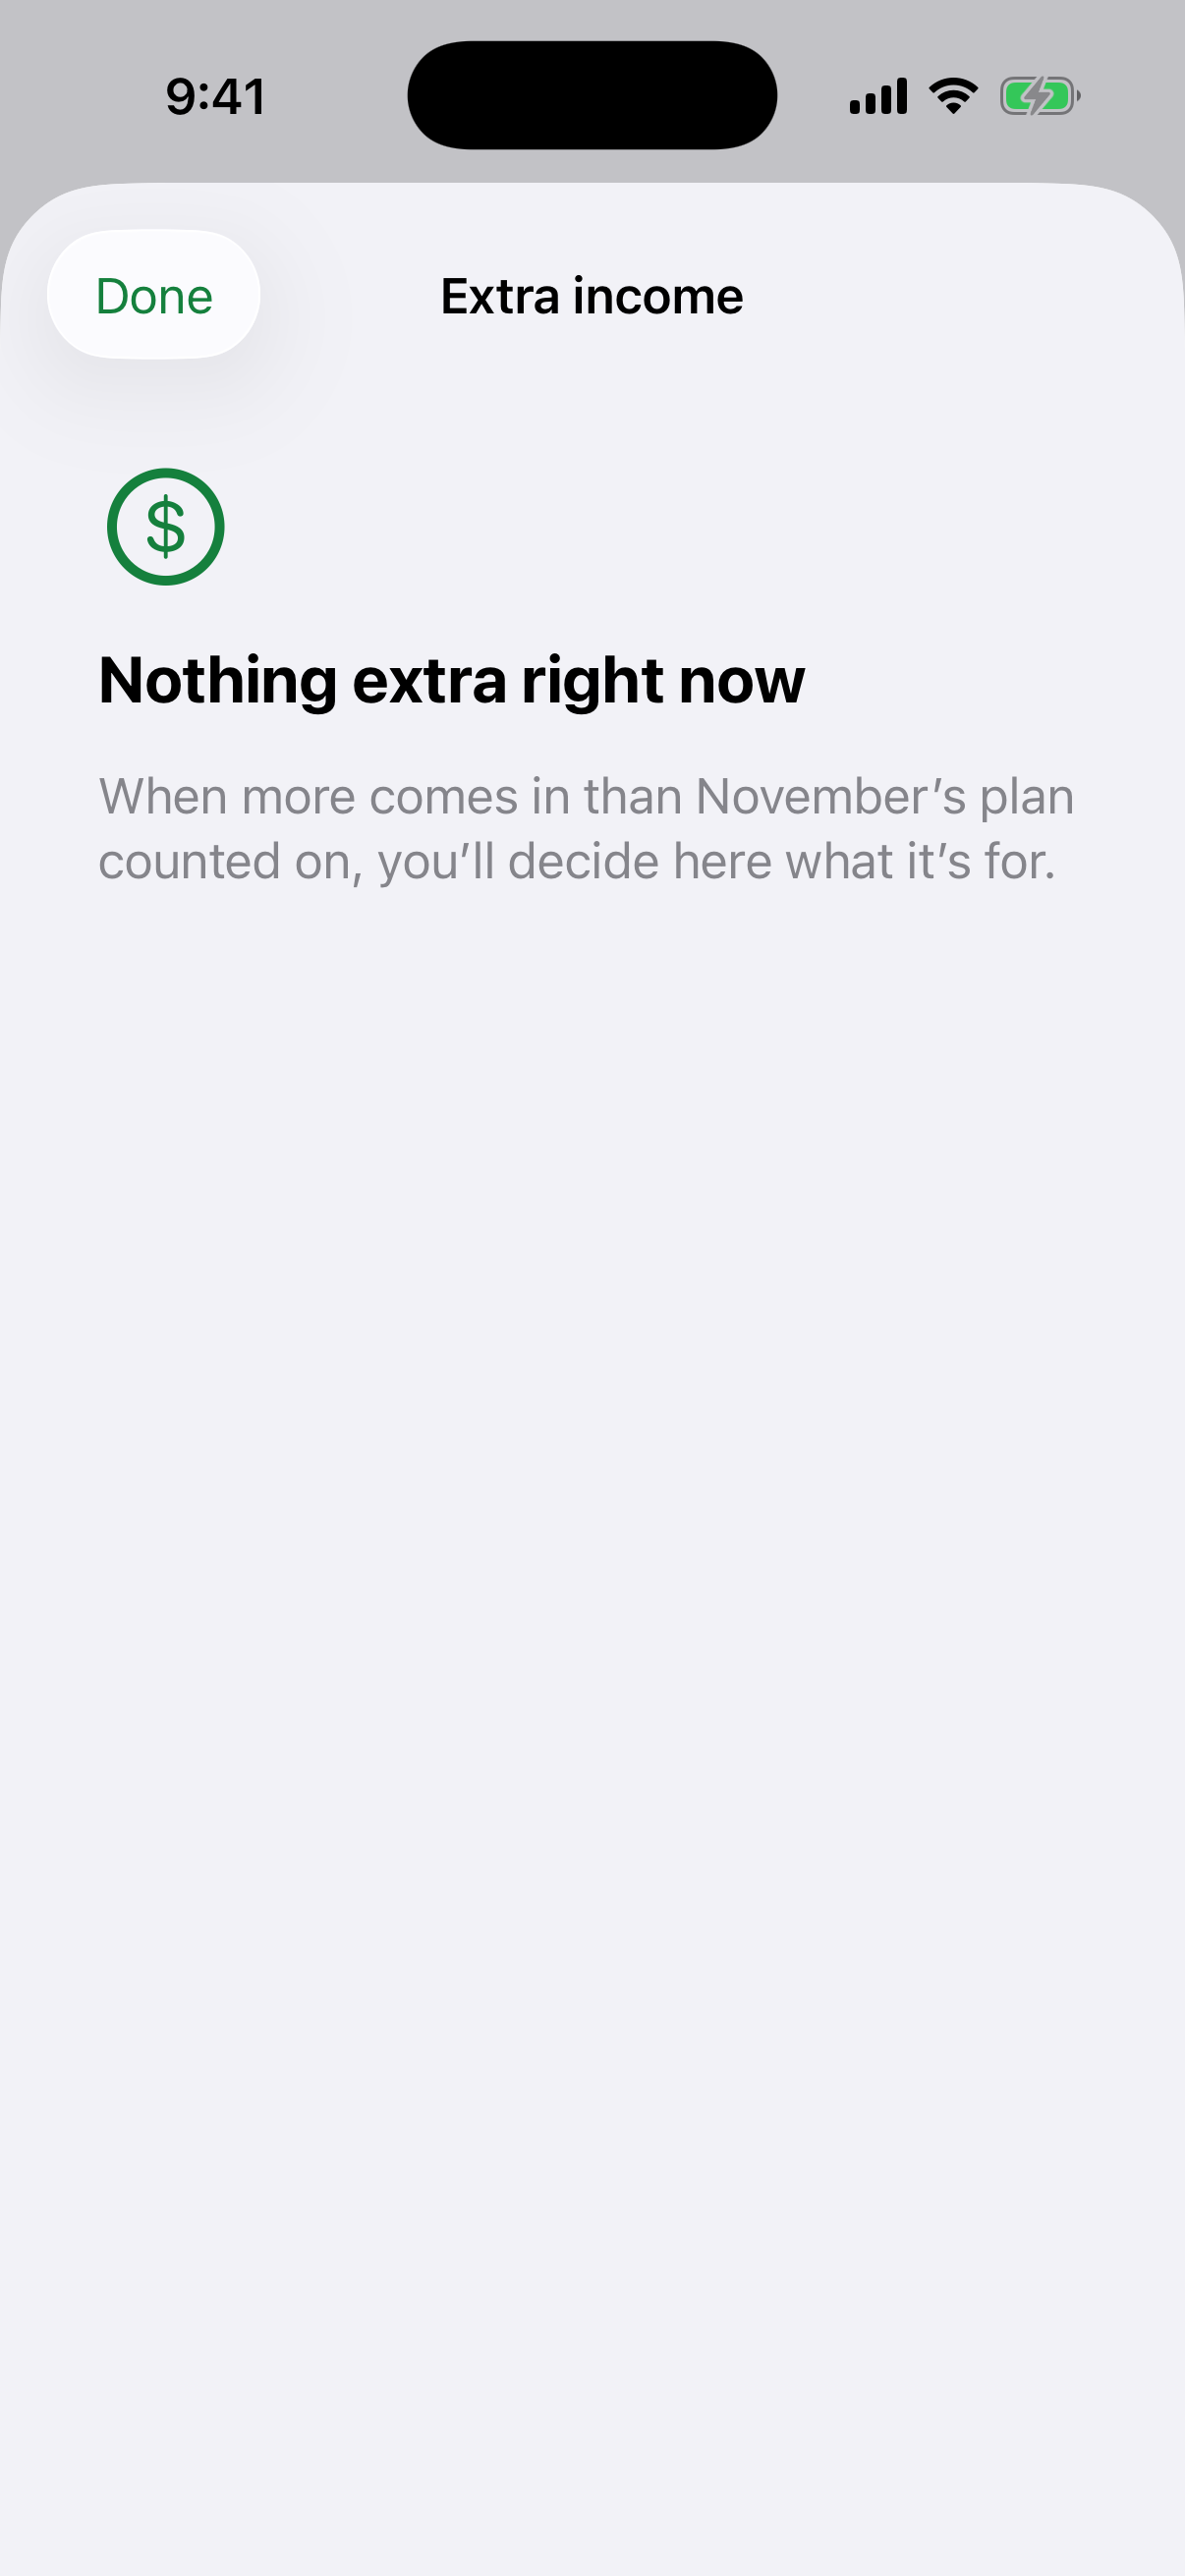 9:41
Done
Extra income
$
Nothing extra right now
When more comes in than November’s plan
counted on, you’ll decide here what it’s for.